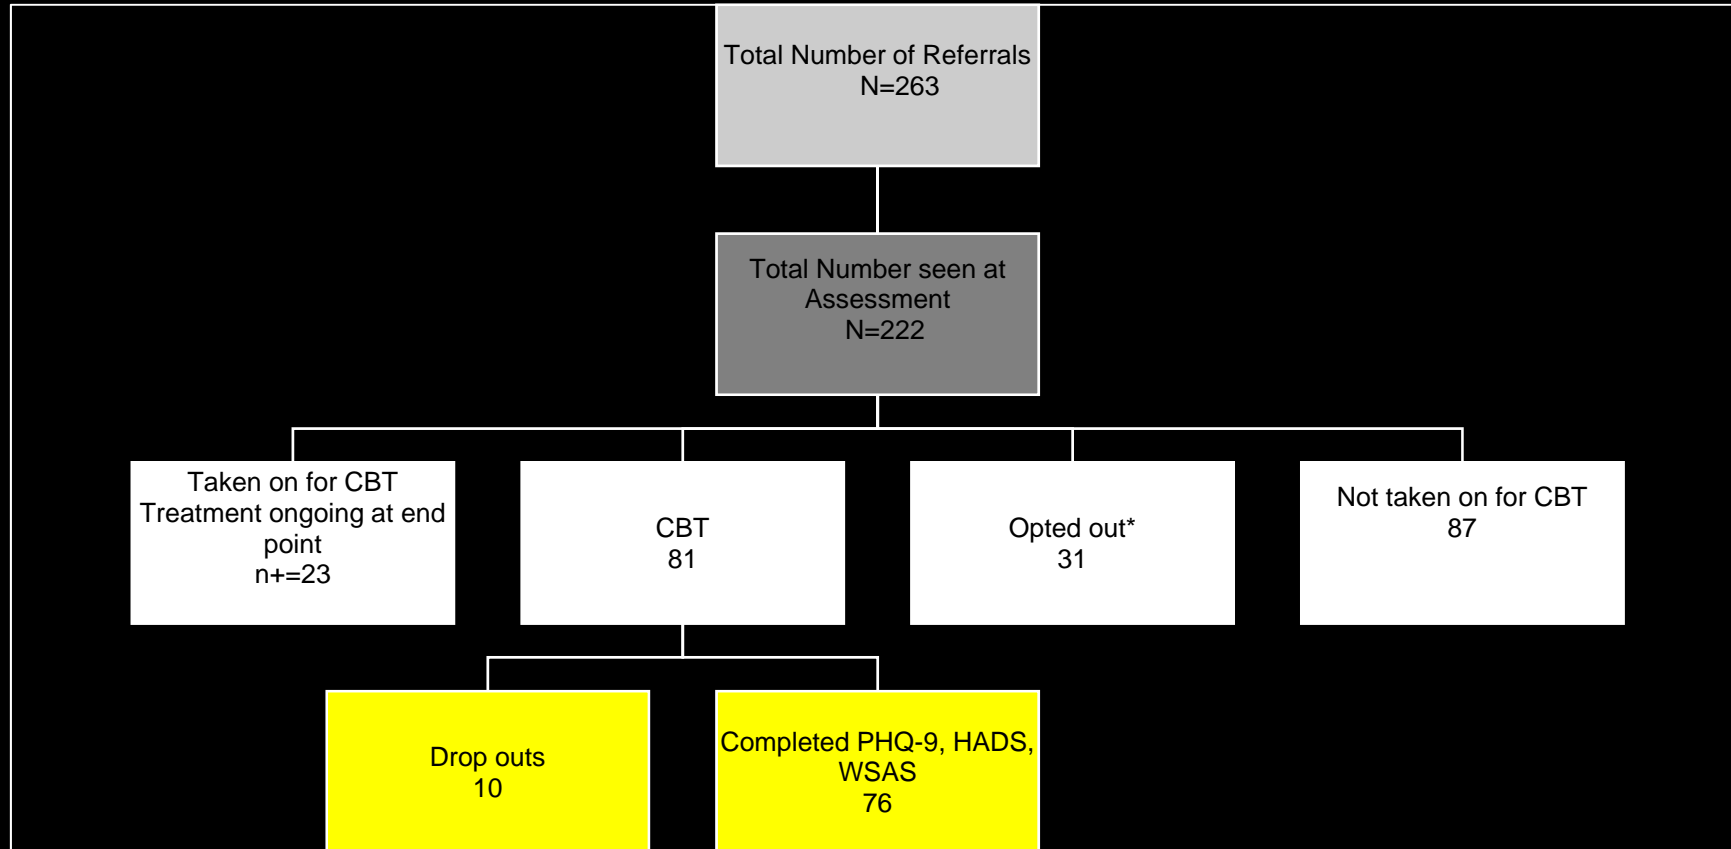 Total Number of Referrals
N=263
Total Number seen at
Assessment
N=222
Taken on for CBT
Treatment ongoing at end
point
n+=23
CBT
81
Opted out*
31
Not taken on for CBT
87
Drop outs
10
Completed PHQ-9, HADS,
WSAS
76